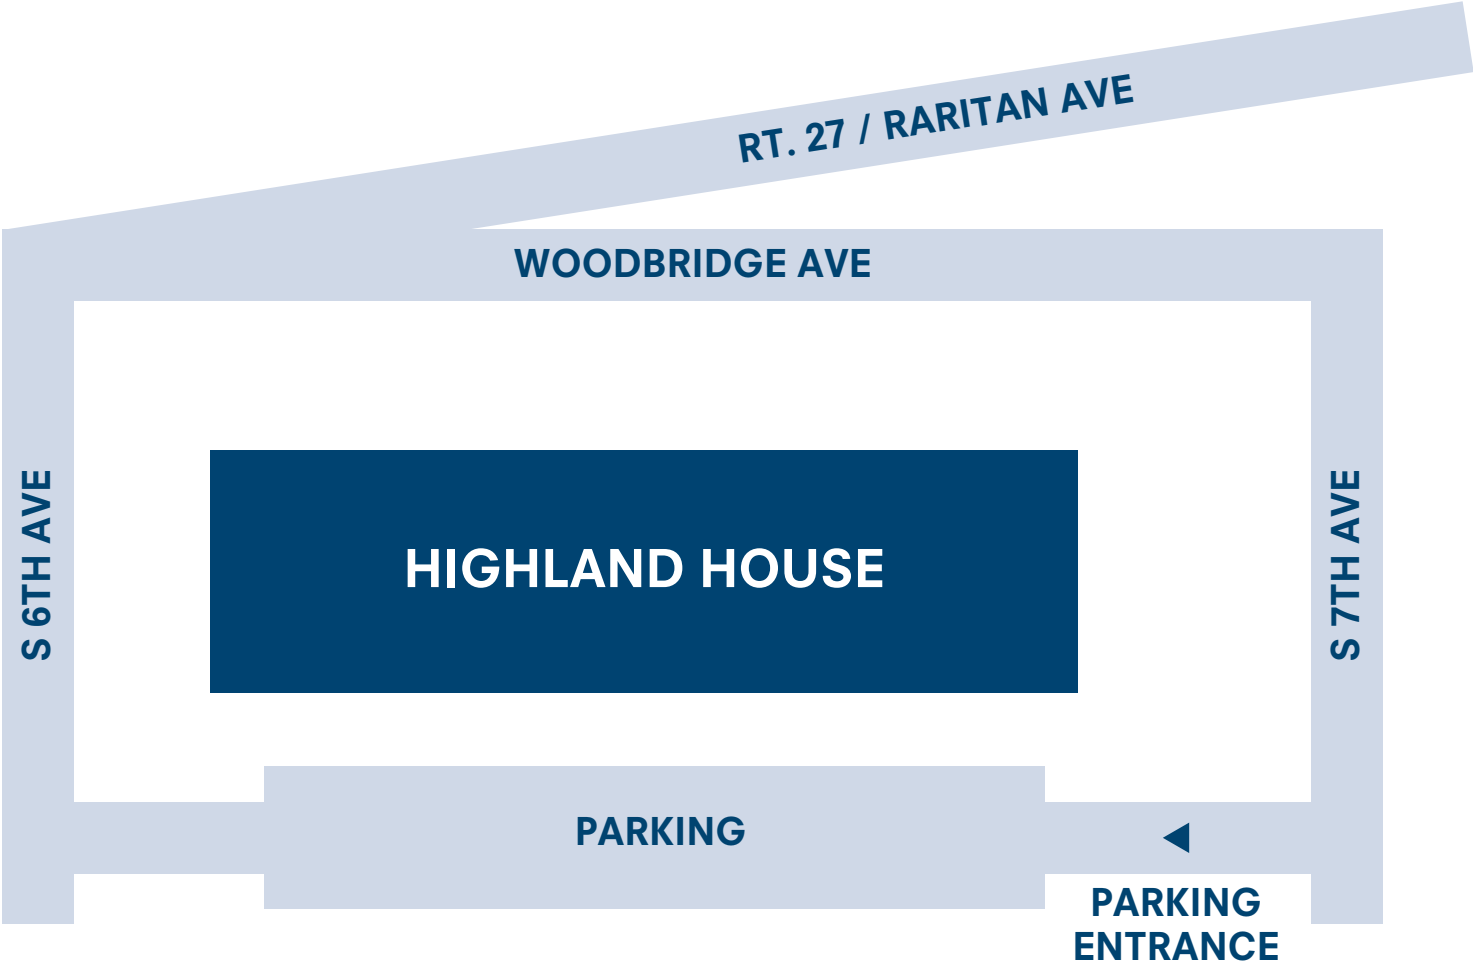 RT. 27 / RARITAN AVE
WOODBRIDGE AVE
S 6TH AVE
HIGHLAND HOUSE
S 7TH AVE
PARKING
PARKING
ENTRANCE